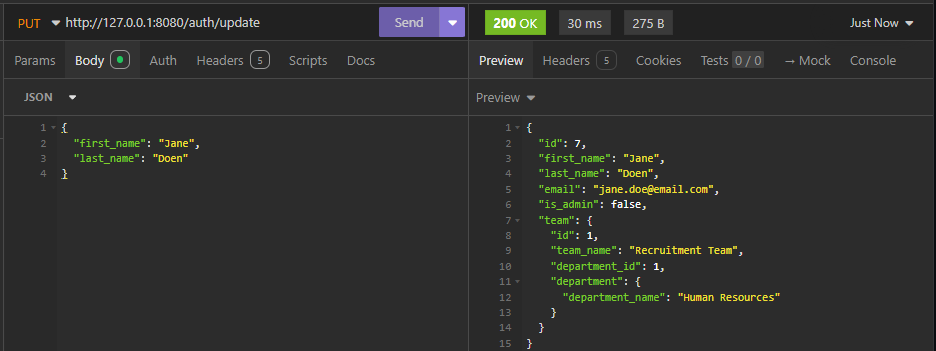 PUT http://127.0.0.1:8080/auth/update Send 200 OK 30 ms 275 B Just Now
Params Body Auth Headers 5 Scripts Docs
Preview Headers 5 Cookies Tests 0 / 0 → Mock Console
JSON
Preview
1 {
2 "first_name": "Jane",
3 "last_name": "Doen"
4 }
1 {
2 "id": 7,
3 "first_name": "Jane",
4 "last_name": "Doen",
5 "email": "jane.doe@email.com",
6 "is_admin": false,
7 "team": {
8 "id": 1,
9 "team_name": "Recruitment Team",
10 "department_id": 1,
11 "department": {
12 "department_name": "Human Resources"
13 }
14 }
15 }